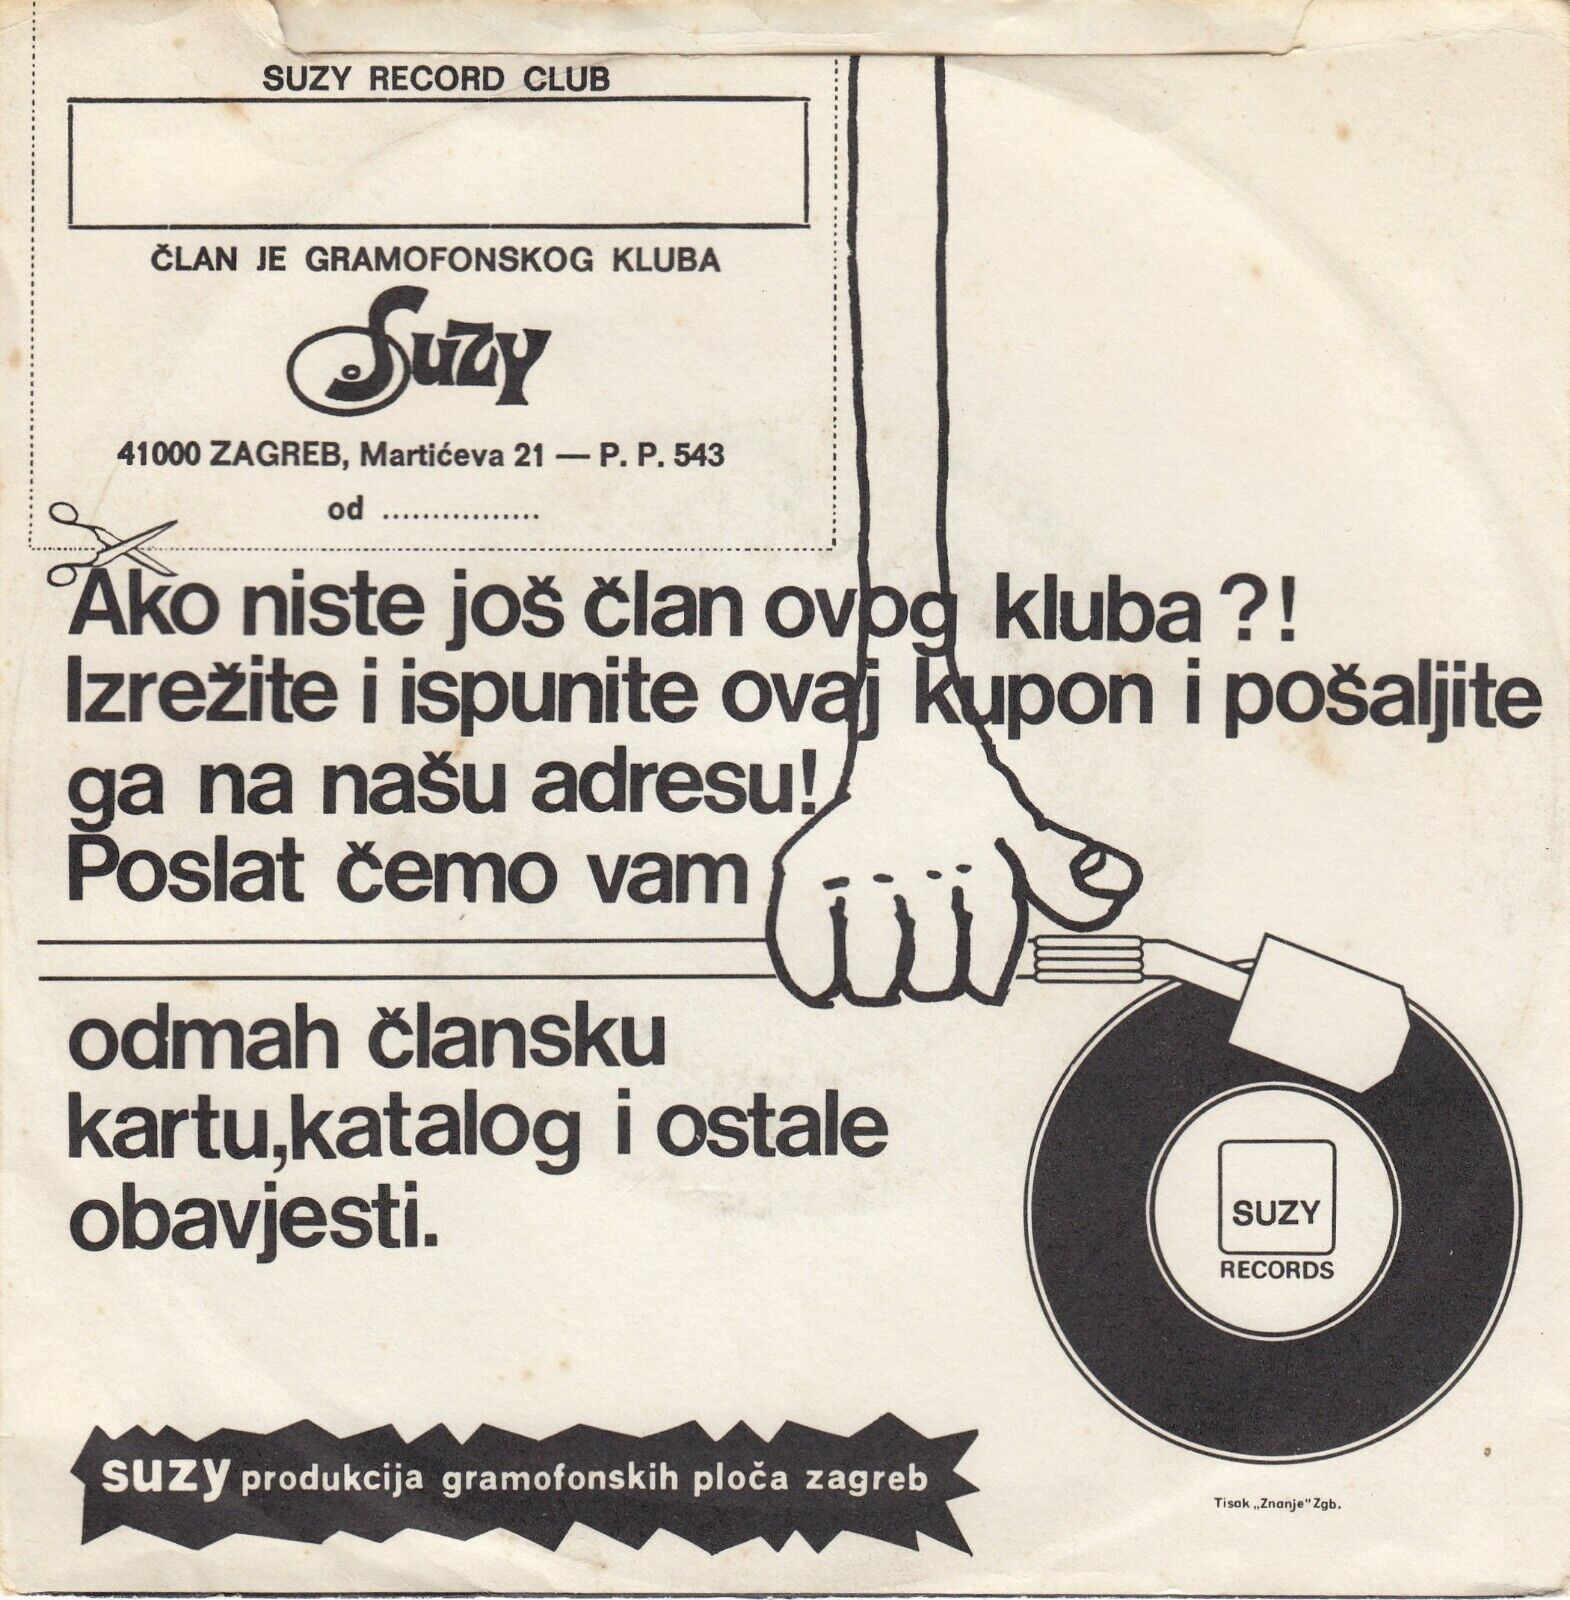 SUZY RECORD CLUB
ČLAN JE GRAMOFONSKOG KLUBA
Suzy
41000 ZAGREB, Martićeva 21 — P. P. 543
od ................
Ako niste još član ovog kluba?!
Izrežite i ispunite ovaj kupon i pošaljite
ga na našu adresu!
Poslat čemo vam
odmah člansku
kartu,katalog i ostale
obavjesti.
SUZY
RECORDS
suzy produkcija gramofonskih ploča zagreb
Tisak „Znanje" Zgb.